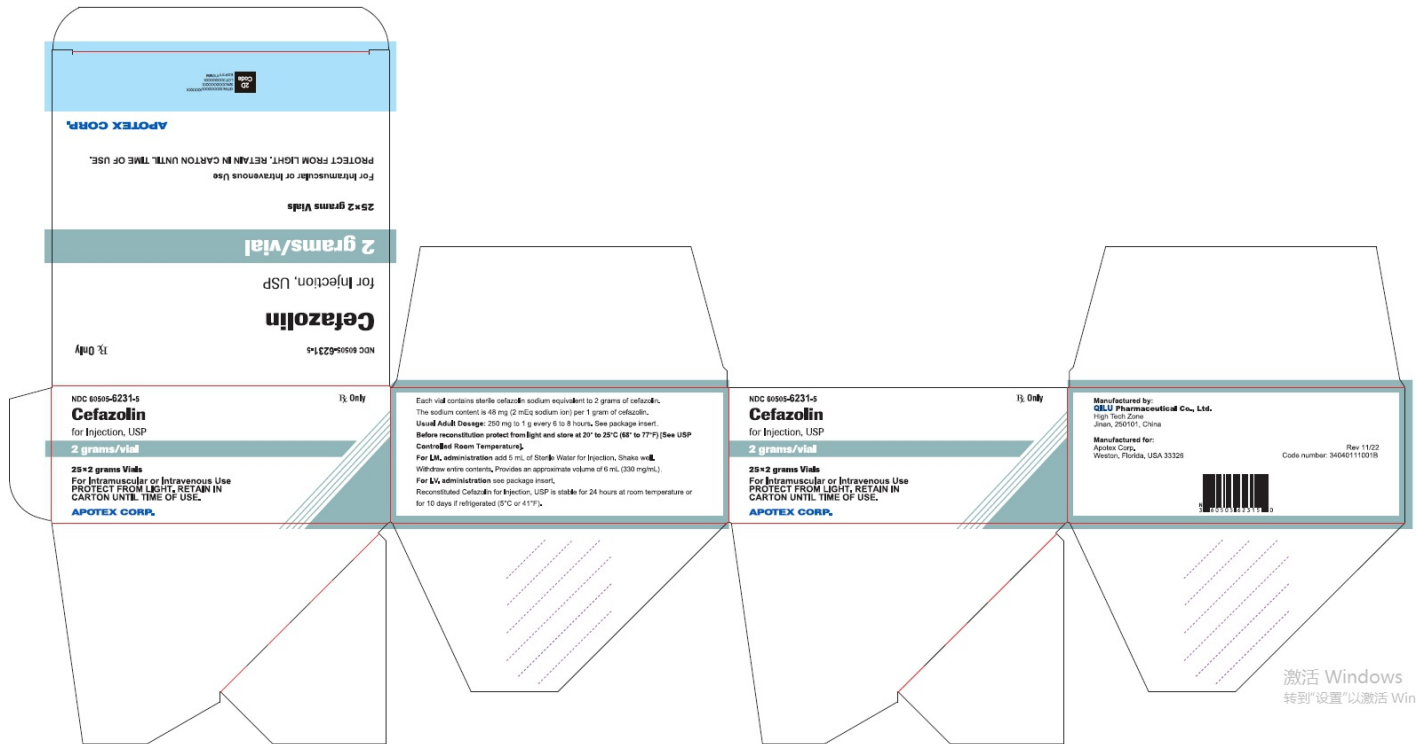 2D
Code
APOTEX CORP.
PROTECT FROM LIGHT, RETAIN IN CARTON UNTIL TIME OF USE.
For Intramuscular or Intravenous Use
25×2 grams Vials
2 grams/vial
for Injection, USP
Cefazolin
NDC 60505-6231-5
℞ Only
NDC 60505-6231-5
℞ Only
Cefazolin
for Injection, USP
2 grams/vial
25×2 grams Vials
For Intramuscular or Intravenous Use
PROTECT FROM LIGHT, RETAIN IN
CARTON UNTIL TIME OF USE.
APOTEX CORP.
Each vial contains sterile cefazolin sodium equivalent to 2 grams of cefazolin.
The sodium content is 48 mg (2 mEq sodium ion) per 1 gram of cefazolin.
Usual Adult Dosage: 250 mg to 1 g every 6 to 8 hours. See package insert.
Before reconstitution protect from light and store at 20° to 25°C (68° to 77°F) [See USP
Controlled Room Temperature].
For I.M. administration add 5 mL of Sterile Water for Injection. Shake well.
Withdraw entire contents. Provides an approximate volume of 6 mL (330 mg/mL).
For I.V. administration see package insert.
Reconstituted Cefazolin for Injection, USP is stable for 24 hours at room temperature or
for 10 days if refrigerated (5°C or 41°F).
NDC 60505-6231-5
℞ Only
Cefazolin
for Injection, USP
2 grams/vial
25×2 grams Vials
For Intramuscular or Intravenous Use
PROTECT FROM LIGHT, RETAIN IN
CARTON UNTIL TIME OF USE.
APOTEX CORP.
Manufactured by:
QILU Pharmaceutical Co., Ltd.
High Tech Zone
Jinan, 250101, China
Manufactured for:
Apotex Corp.
Weston, Florida, USA 33326
Rev 11/22
Code number: 34040111001B
激活 Windows
转到"设置"以激活 Win